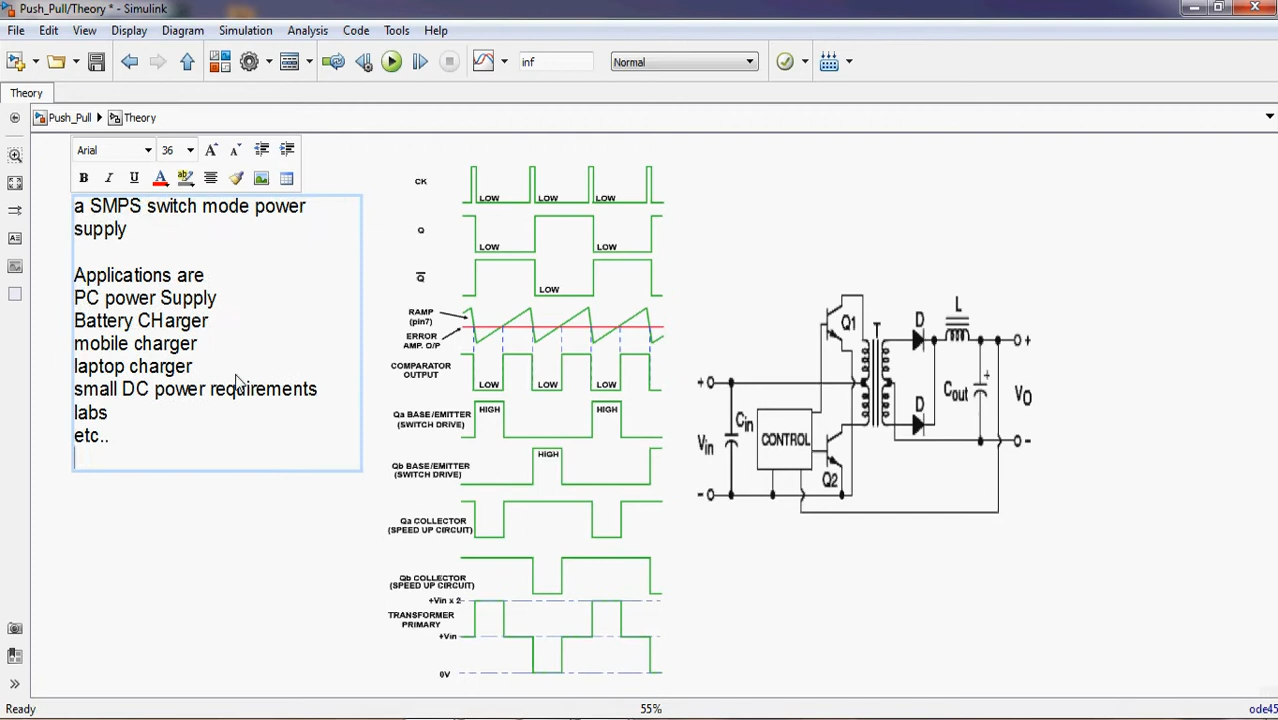 Push_Pull/Theory * - Simulink
File Edit View Display Diagram Simulation Analysis Code Tools Help
inf Normal
Theory
Push_Pull Theory
Arial 36
B I U A ab
a SMPS switch mode power
supply
Applications are
PC power Supply
Battery CHarger
mobile charger
laptop charger
small DC power requirements
labs
etc..
CK
LOW LOW LOW LOW
Q
LOW LOW
Q
LOW
RAMP
(pin7)
ERROR
AMP. O/P
COMPARATOR
OUTPUT
LOW LOW LOW LOW
Qa BASE/EMITTER
(SWITCH DRIVE)
HIGH HIGH
Qb BASE/EMITTER
(SWITCH DRIVE)
HIGH
Qa COLLECTOR
(SPEED UP CIRCUIT)
Qb COLLECTOR
(SPEED UP CIRCUIT)
+Vin x 2
TRANSFORMER
PRIMARY
+Vin
0V
Q1
T
D
L
+
+
Cin
Vin
CONTROL
Cout
+
VO
D
Q2
-
-
Ready 55% ode45